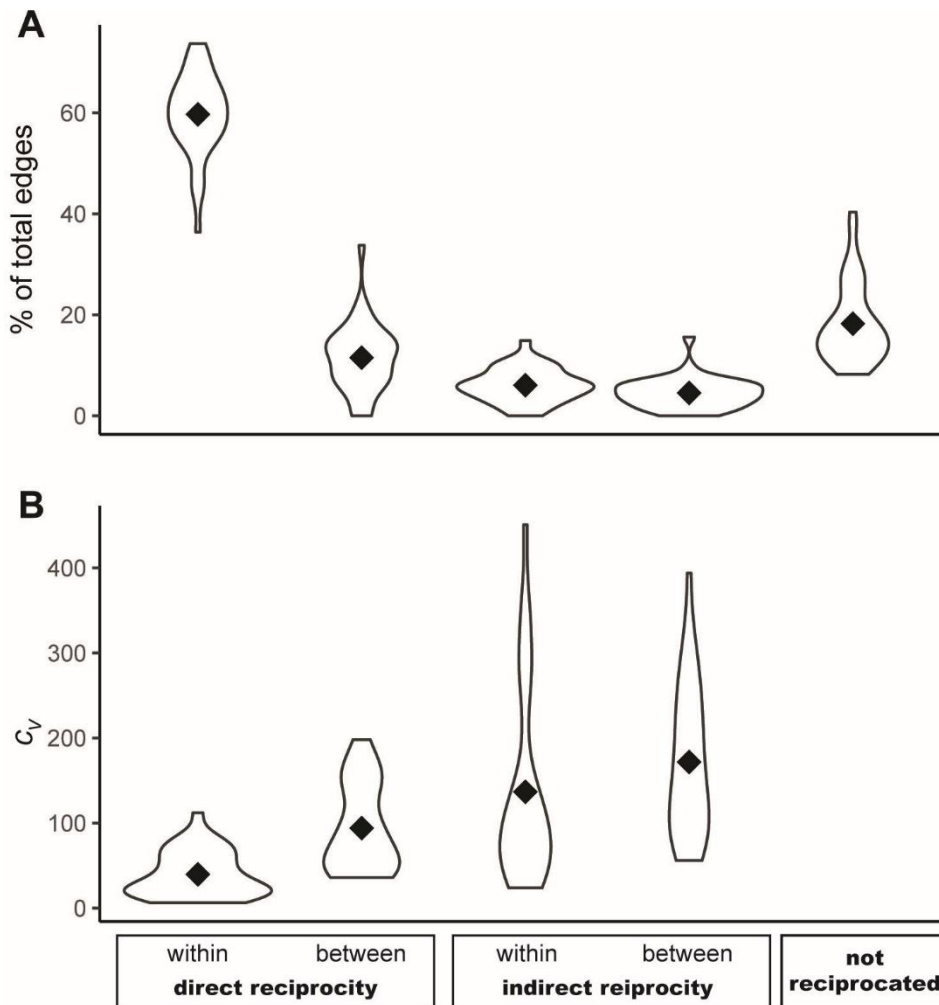 A
% of total edges
60
40
20
0
B
c_v
400
300
200
100
0
within between within between not
direct reciprocity indirect reiprocity reciprocated